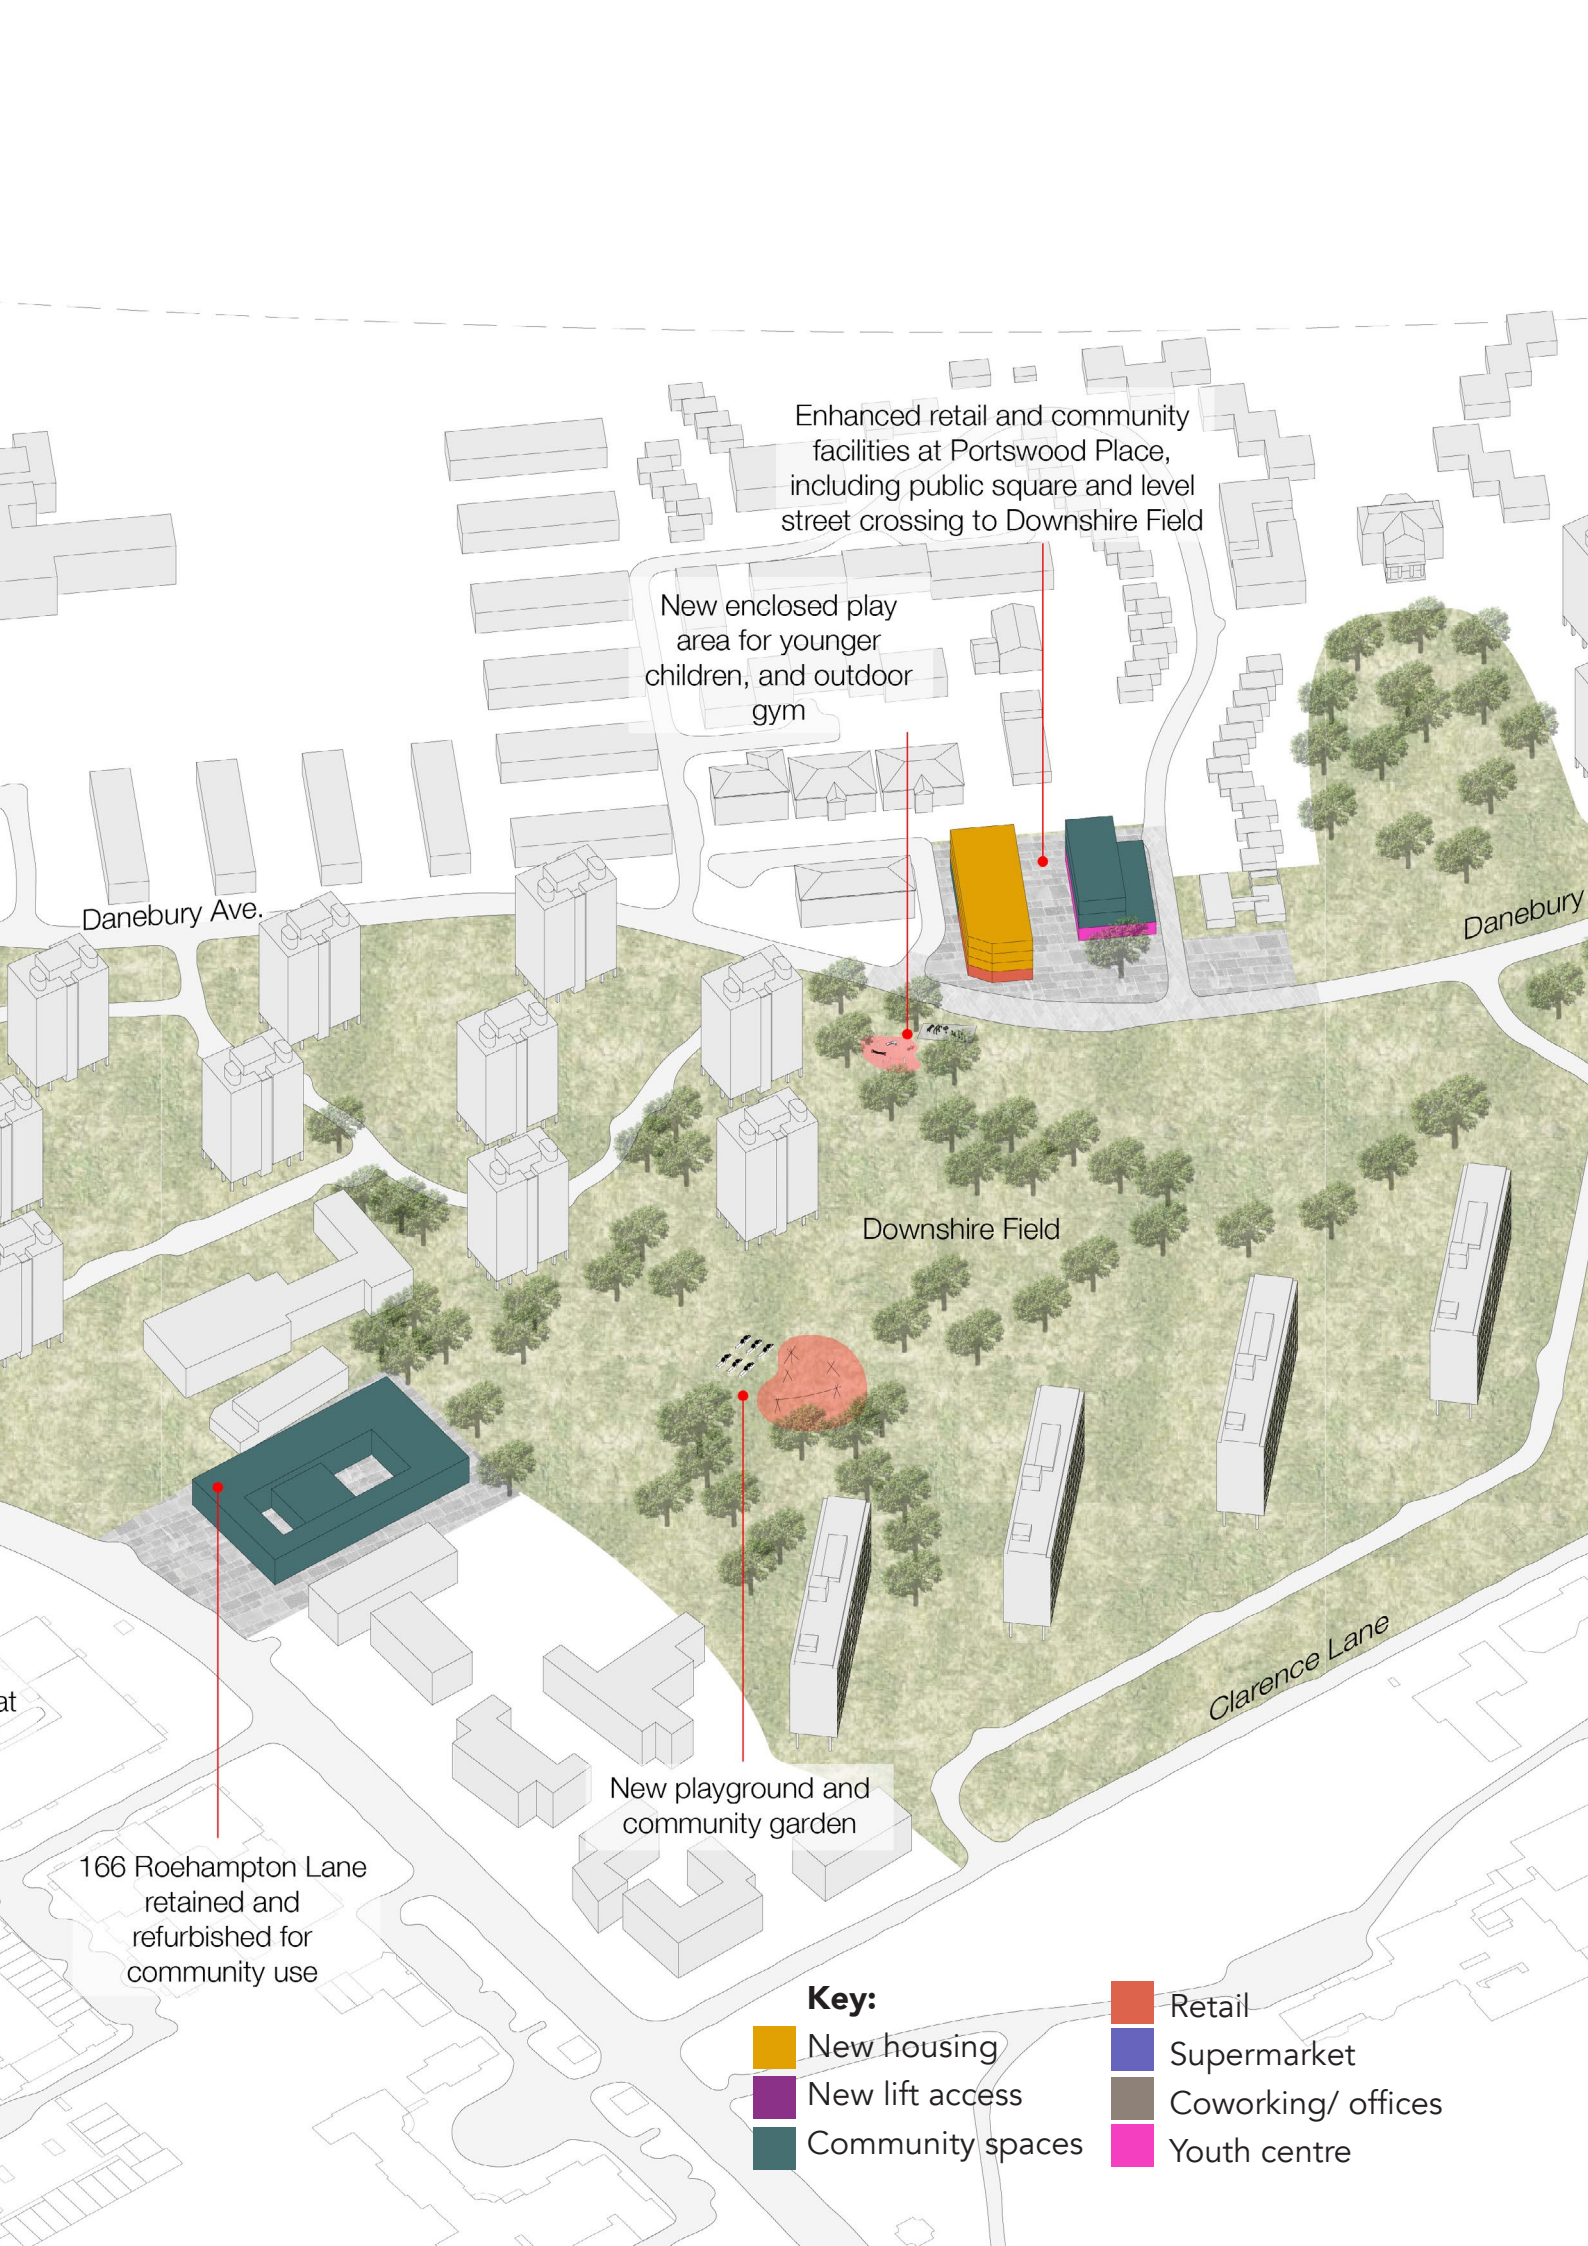 Enhanced retail and community
facilities at Portswood Place,
including public square and level
street crossing to Downshire Field
New enclosed play
area for younger
children, and outdoor
gym
Danebury Ave.
Danebury
Downshire Field
Clarence Lane
at
New playground and
community garden
166 Roehampton Lane
retained and
refurbished for
community use
Key:
New housing
New lift access
Community spaces
Retail
Supermarket
Coworking/ offices
Youth centre